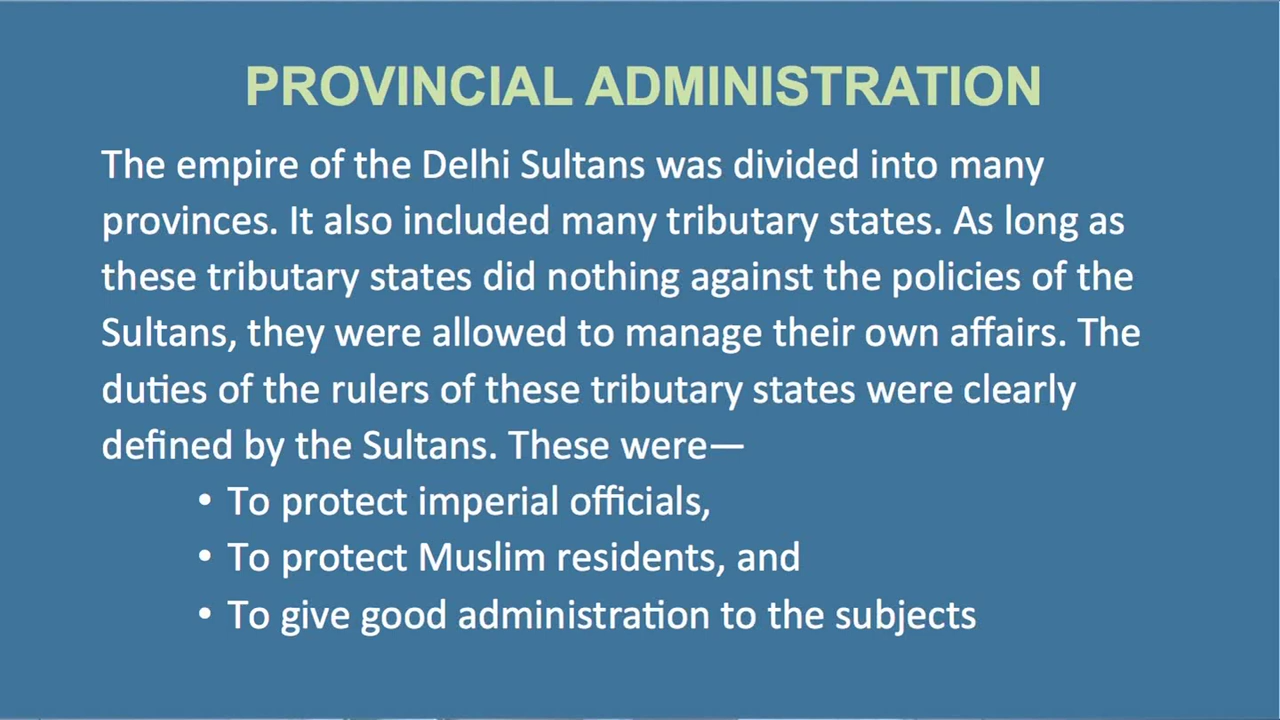 PROVINCIAL ADMINISTRATION
The empire of the Delhi Sultans was divided into many
provinces. It also included many tributary states. As long as
these tributary states did nothing against the policies of the
Sultans, they were allowed to manage their own affairs. The
duties of the rulers of these tributary states were clearly
defined by the Sultans. These were—
• To protect imperial officials,
• To protect Muslim residents, and
• To give good administration to the subjects